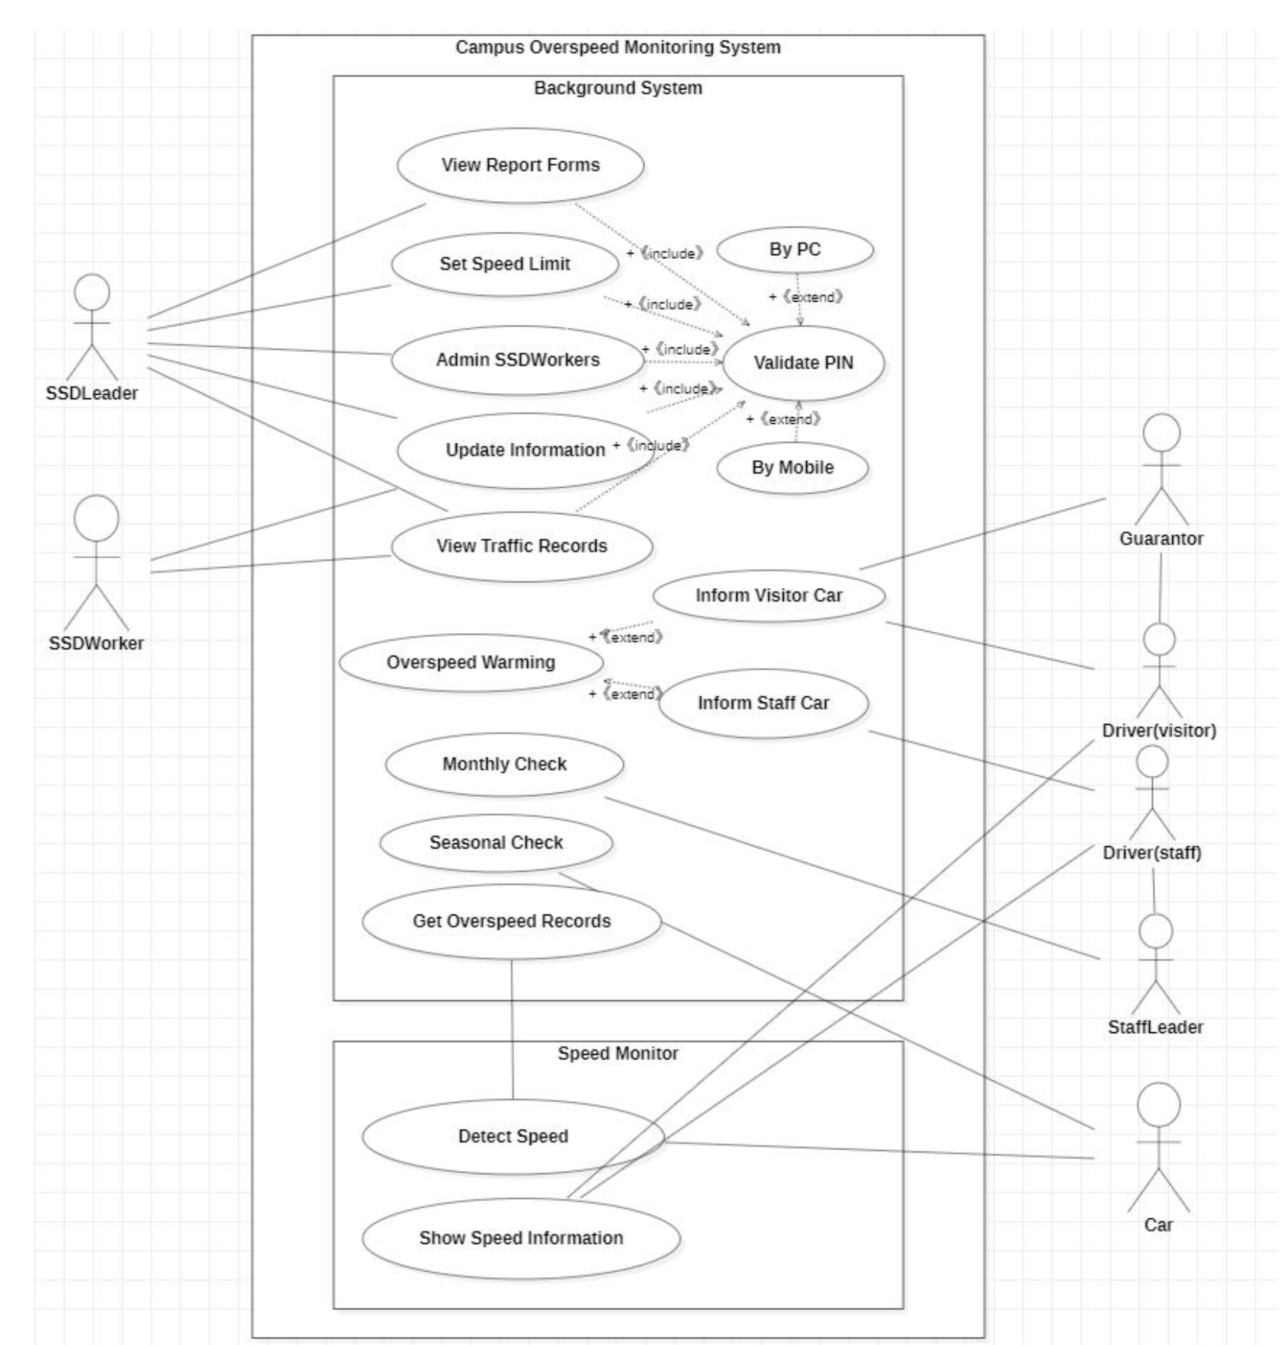 Campus Overspeed Monitoring System
Background System
View Report Forms
+ 《include》
By PC
Set Speed Limit
+ 《extend》
+ 《include》
Admin SSDWorkers
+ 《include》
Validate PIN
SSDLeader
+ 《include》
+ 《extend》
Update Information
+ 《include》
By Mobile
Guarantor
View Traffic Records
Inform Visitor Car
SSDWorker
+ 《extend》
Overspeed Warming
+ 《extend》
Inform Staff Car
Driver(visitor)
Monthly Check
Seasonal Check
Driver(staff)
Get Overspeed Records
StaffLeader
Speed Monitor
Detect Speed
Car
Show Speed Information